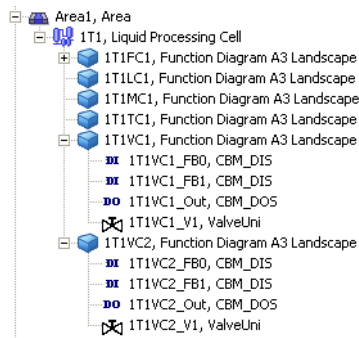 Area1, Area
1T1, Liquid Processing Cell
1T1FC1, Function Diagram A3 Landscape
1T1LC1, Function Diagram A3 Landscape
1T1MC1, Function Diagram A3 Landscape
1T1TC1, Function Diagram A3 Landscape
1T1VC1, Function Diagram A3 Landscape
DI 1T1VC1_FB0, CBM_DIS
DI 1T1VC1_FB1, CBM_DIS
DO 1T1VC1_Out, CBM_DOS
1T1VC1_V1, ValveUni
1T1VC2, Function Diagram A3 Landscape
DI 1T1VC2_FB0, CBM_DIS
DI 1T1VC2_FB1, CBM_DIS
DO 1T1VC2_Out, CBM_DOS
1T1VC2_V1, ValveUni